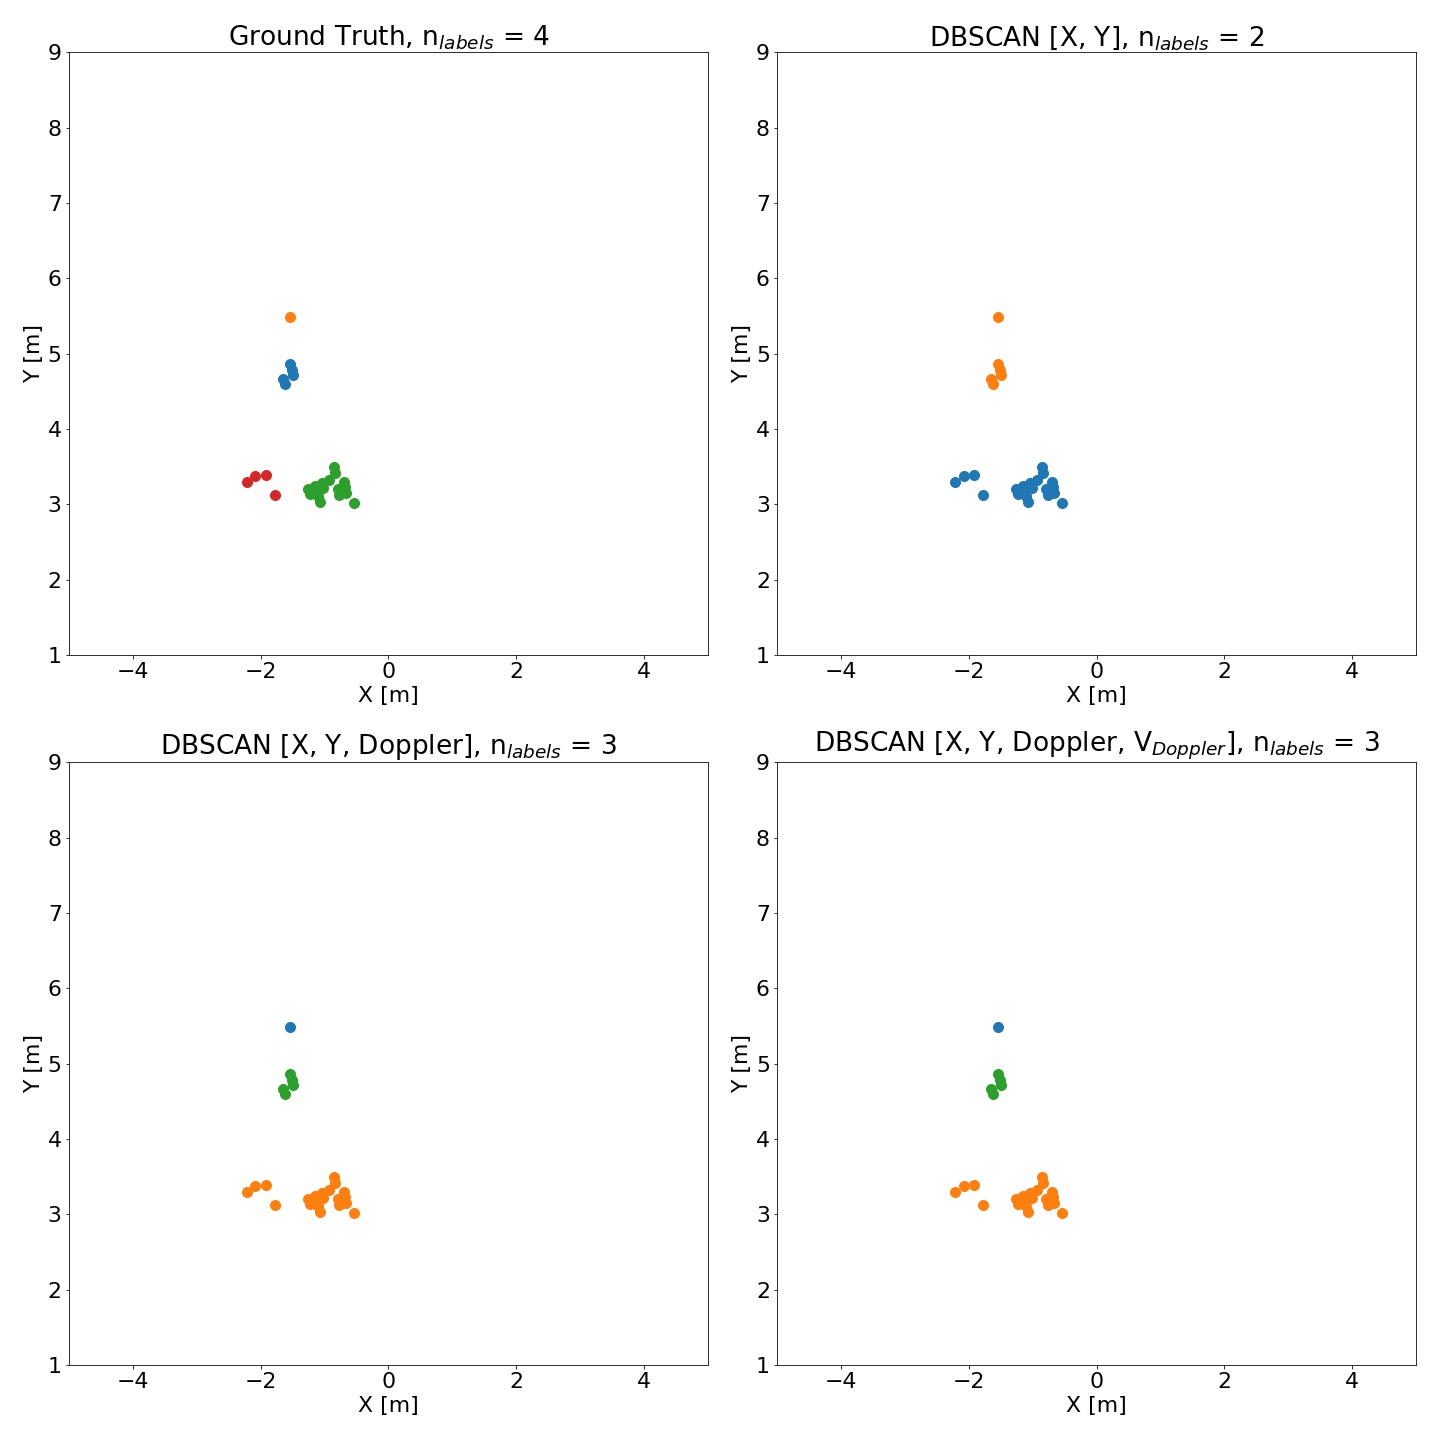 Ground Truth, n_labels = 4
9
8
7
6
5
4
3
2
1
Y [m]
−4 −2 0 2 4
X [m]
DBSCAN [X, Y], n_labels = 2
9
8
7
6
5
4
3
2
1
Y [m]
−4 −2 0 2 4
X [m]
DBSCAN [X, Y, Doppler], n_labels = 3
9
8
7
6
5
4
3
2
1
Y [m]
−4 −2 0 2 4
X [m]
DBSCAN [X, Y, Doppler, V_Doppler], n_labels = 3
9
8
7
6
5
4
3
2
1
Y [m]
−4 −2 0 2 4
X [m]